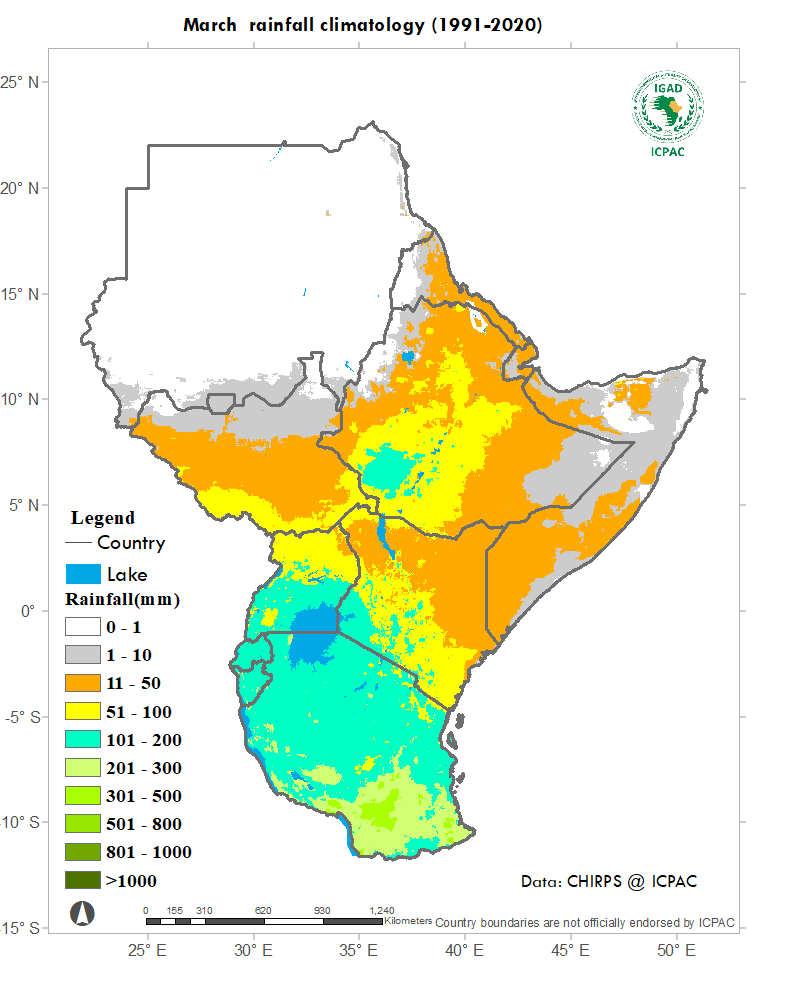 March rainfall climatology (1991-2020)
25° N
20° N
15° N
10° N
5° N
0°
-5° S
-10° S
-15° S
IGAD
ICPAC
Legend
Country
Lake
Rainfall(mm)
0 - 1
1 - 10
11 - 50
51 - 100
101 - 200
201 - 300
301 - 500
501 - 800
801 - 1000
>1000
Data: CHIRPS @ ICPAC
0 155 310 620 930 1,240
Kilometers
Country boundaries are not officially endorsed by ICPAC
25° E 30° E 35° E 40° E 45° E 50° E